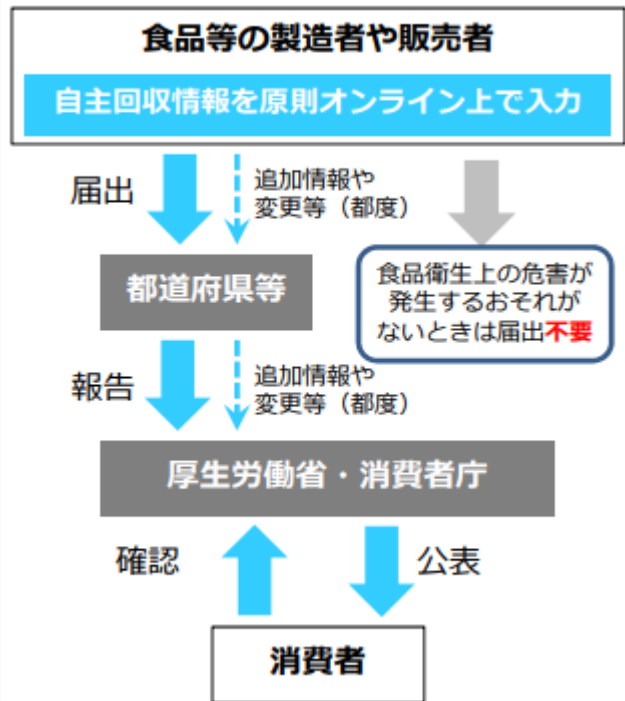 食品等の製造者や販売者
自主回収情報を原則オンライン上で入力
届出
追加情報や
変更等（都度）
都道府県等
食品衛生上の危害が
発生するおそれが
ないときは届出不要
報告
追加情報や
変更等（都度）
厚生労働省・消費者庁
確認
公表
消費者